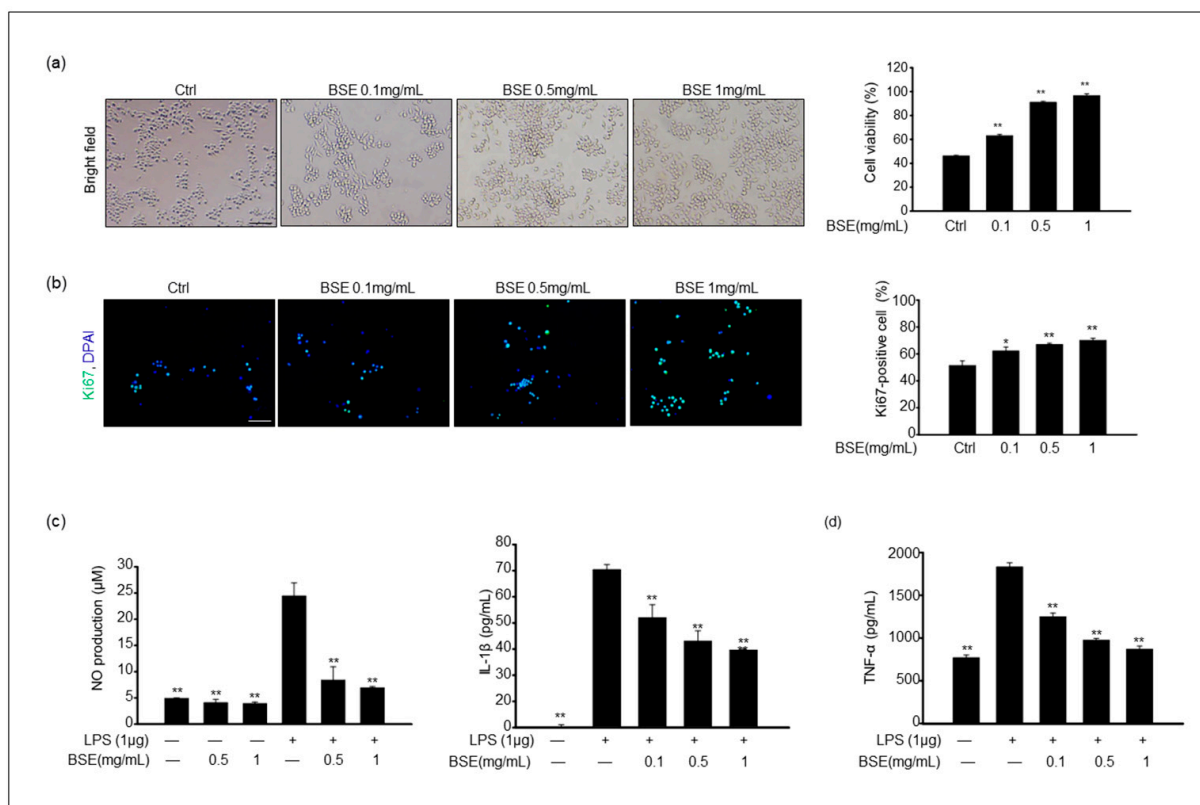 (a)
Ctrl
BSE 0.1mg/mL
BSE 0.5mg/mL
BSE 1mg/mL
Bright field
Cell viability (%)
120
100
80
60
40
20
0
**
**
**
BSE(mg/mL) Ctrl 0.1 0.5 1
(b)
Ctrl
BSE 0.1mg/mL
BSE 0.5mg/mL
BSE 1mg/mL
Ki67, DPAI
Ki67-positive cell (%)
100
80
60
40
20
0
*
**
**
BSE(mg/mL) Ctrl 0.1 0.5 1
(c)
NO production (µM)
30
25
20
15
10
5
0
**
**
**
**
**
LPS (1µg) — — — + + +
BSE(mg/mL) — 0.5 1 — 0.5 1
IL-1β (pg/mL)
80
70
60
50
40
30
20
10
0
**
**
**
**
LPS (1µg) — + + + +
BSE(mg/mL) — — 0.1 0.5 1
(d)
TNF-α (pg/mL)
2000
1500
1000
500
0
**
**
**
**
LPS (1µg) — + + + +
BSE(mg/mL) — — 0.1 0.5 1